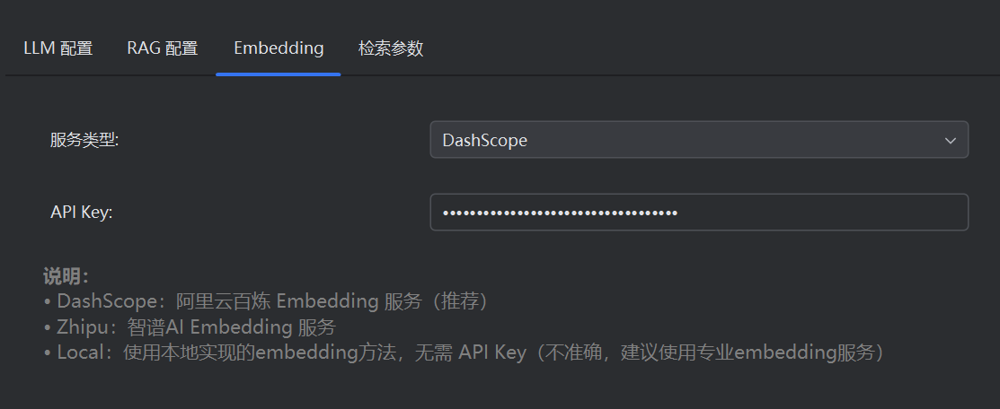 LLM 配置 RAG 配置 Embedding 检索参数
服务类型: DashScope
API Key: •••••••••••••••••••••••••••••••••••
说明：
• DashScope：阿里云百炼 Embedding 服务（推荐）
• Zhipu：智谱AI Embedding 服务
• Local：使用本地实现的embedding方法，无需 API Key（不准确，建议使用专业embedding服务）